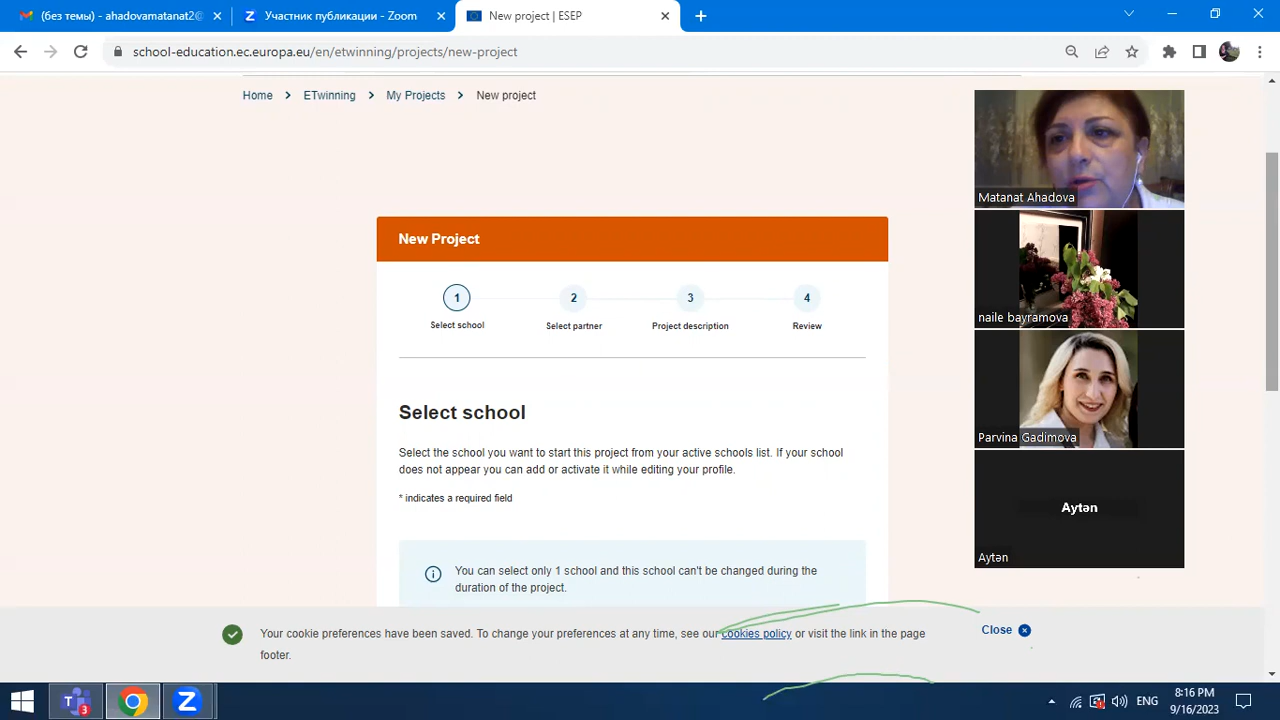 (без темы) - ahadovamatanat2@
Участник публикации - Zoom
New project | ESEP
school-education.ec.europa.eu/en/etwinning/projects/new-project
Home
ETwinning
My Projects
New project
New Project
1
2
3
4
Select school
Select partner
Project description
Review
Select school
Select the school you want to start this project from your active schools list. If your school
does not appear you can add or activate it while editing your profile.
* indicates a required field
You can select only 1 school and this school can't be changed during the
duration of the project.
Your cookie preferences have been saved. To change your preferences at any time, see our cookies policy or visit the link in the page
footer.
Close
Matanat Ahadova
naile bayramova
Parvina Gadimova
Aytən
Aytən
3
ENG
8:16 PM
9/16/2023